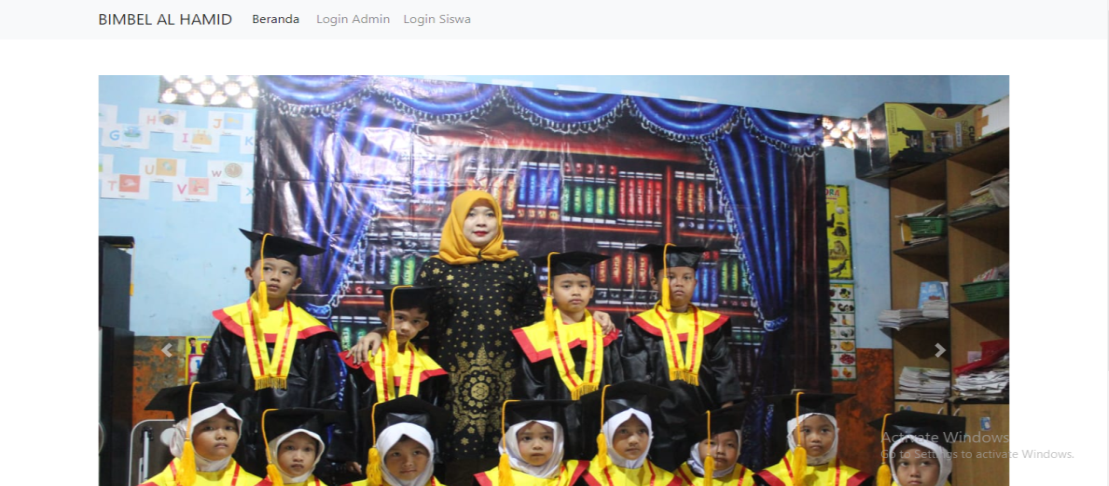 BIMBEL AL HAMID Beranda Login Admin Login Siswa
H J
G I K
U W
T V X
Activate Windows
Go to Settings to activate Windows.